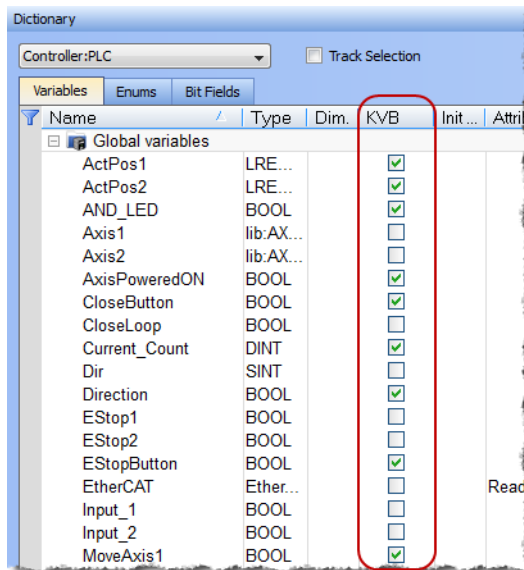 Dictionary
Controller:PLC Track Selection
Variables Enums Bit Fields
Name Type Dim. KVB Init ... Attri
Global variables
ActPos1 LRE...
ActPos2 LRE...
AND_LED BOOL
Axis1 lib:AX...
Axis2 lib:AX...
AxisPoweredON BOOL
CloseButton BOOL
CloseLoop BOOL
Current_Count DINT
Dir SINT
Direction BOOL
EStop1 BOOL
EStop2 BOOL
EStopButton BOOL
EtherCAT Ether... Read
Input_1 BOOL
Input_2 BOOL
MoveAxis1 BOOL